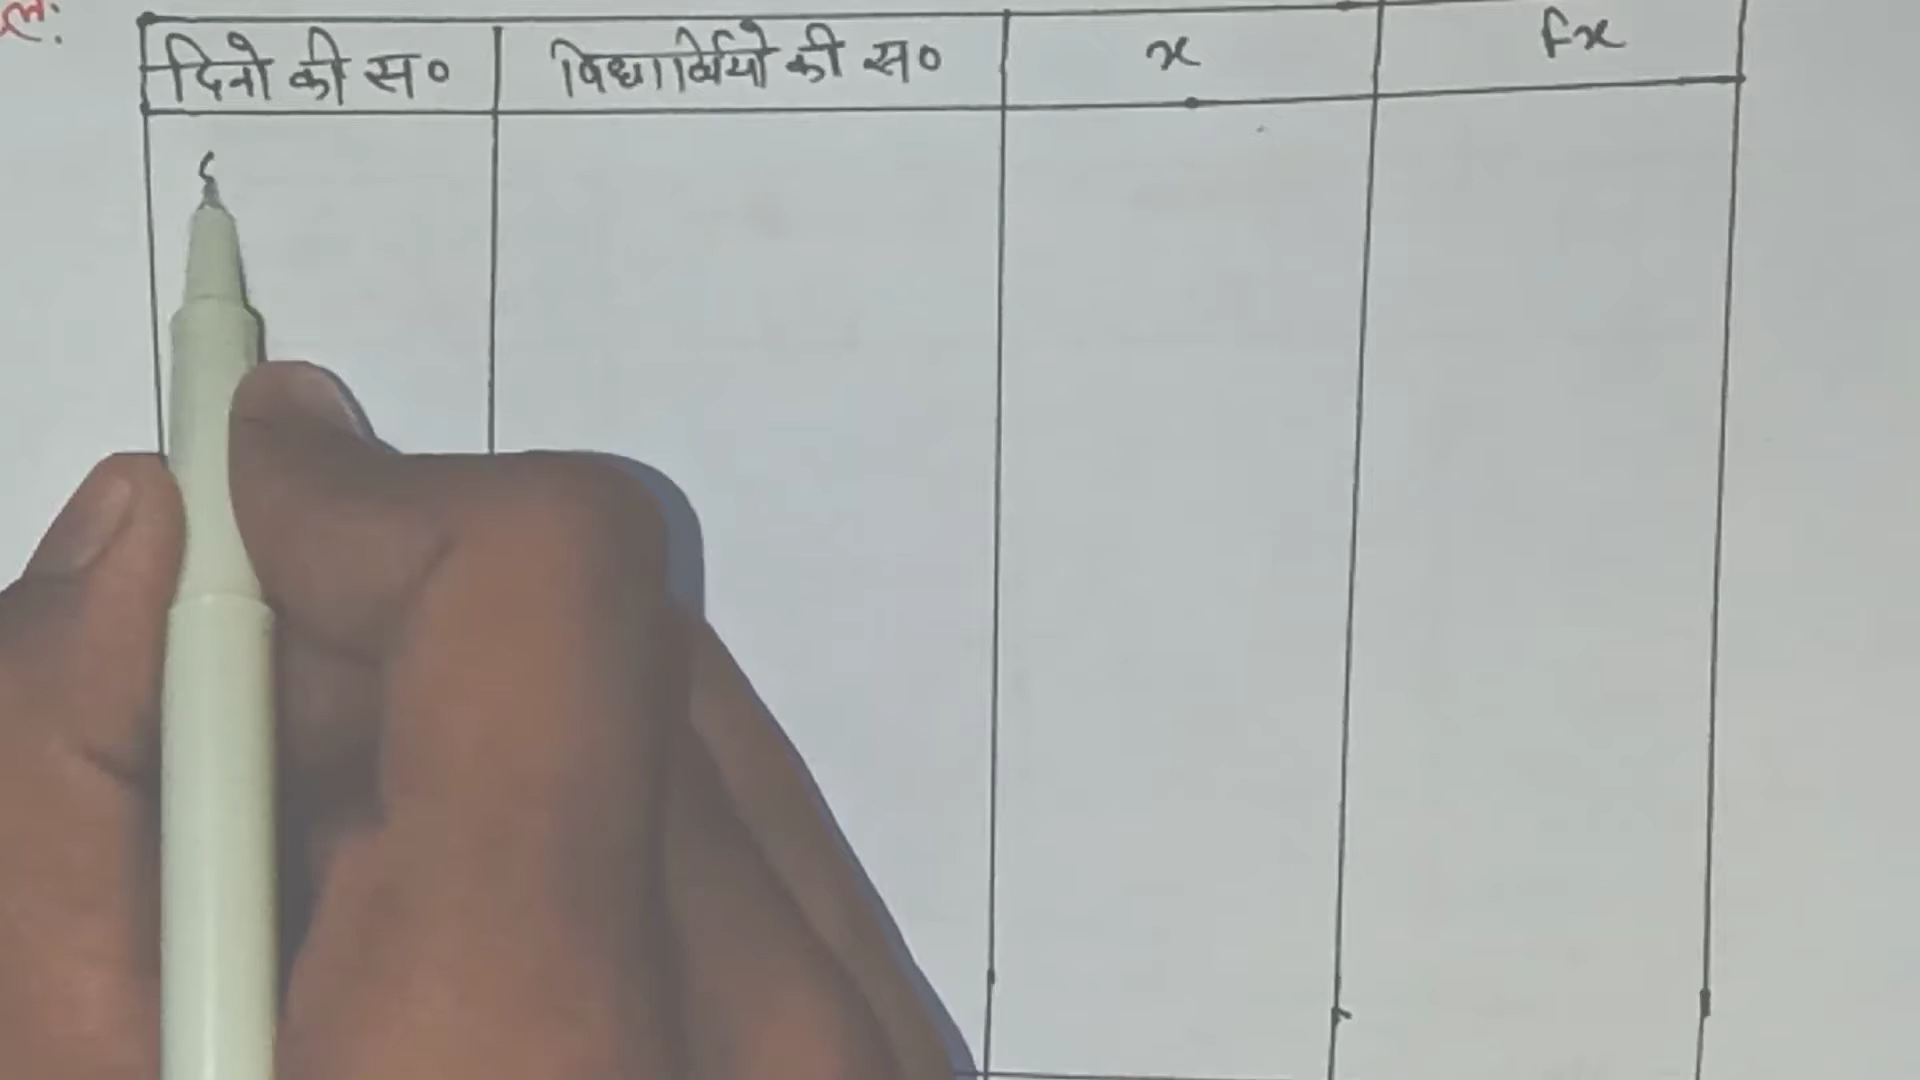 दिनो की स० विद्यार्थियो की स० x fx